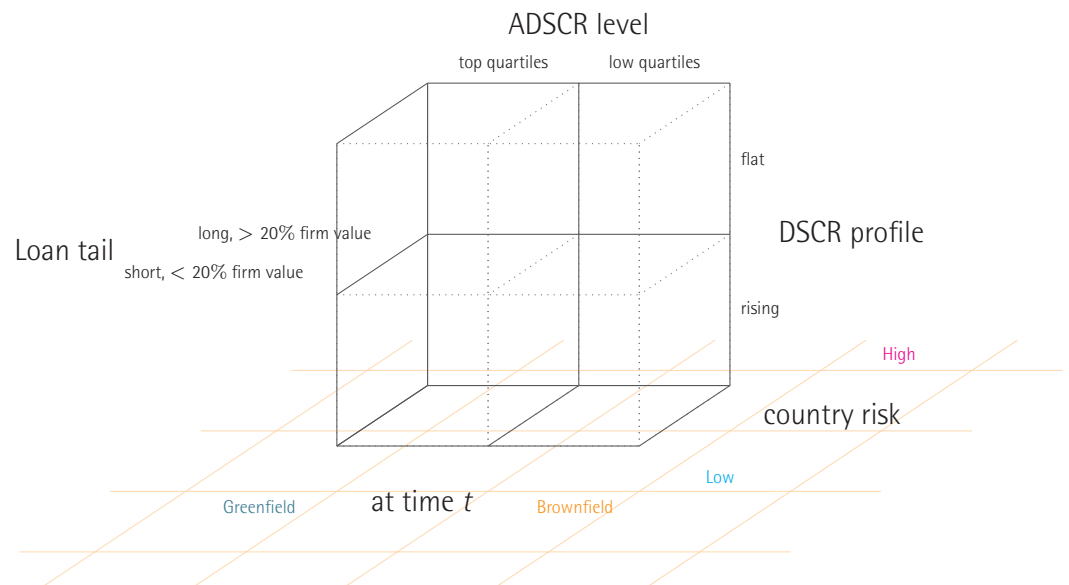 ADSCR level
top quartiles low quartiles
flat
long, > 20% firm value
DSCR profile
Loan tail
short, < 20% firm value
rising
High
country risk
Low
at time t
Greenfield
Brownfield